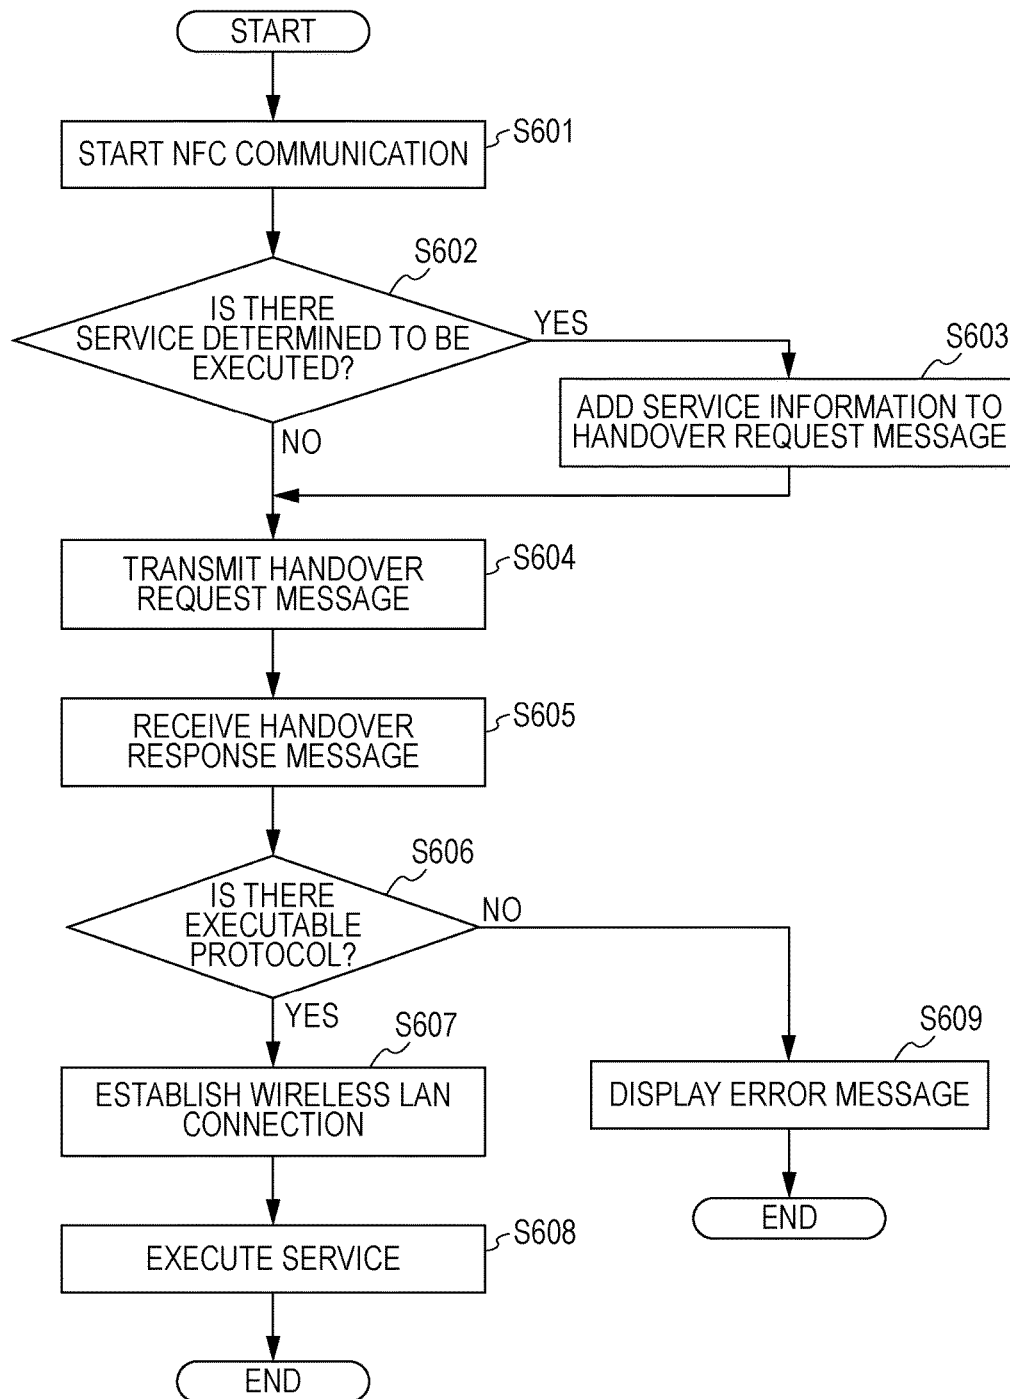 START
START NFC COMMUNICATION
S601
S602
IS THERE
SERVICE DETERMINED TO BE
EXECUTED?
YES
NO
S603
ADD SERVICE INFORMATION TO
HANDOVER REQUEST MESSAGE
TRANSMIT HANDOVER
REQUEST MESSAGE
S604
RECEIVE HANDOVER
RESPONSE MESSAGE
S605
S606
IS THERE
EXECUTABLE
PROTOCOL?
NO
YES
S607
ESTABLISH WIRELESS LAN
CONNECTION
S609
DISPLAY ERROR MESSAGE
END
EXECUTE SERVICE
S608
END